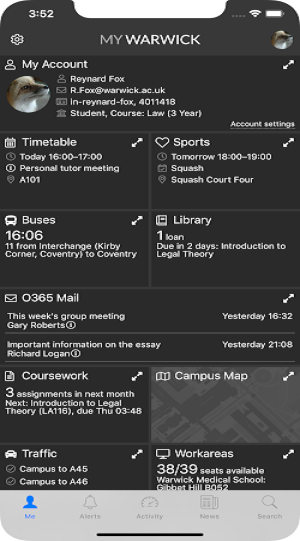 3:52
MY WARWICK
My Account
Reynard Fox
R.Fox@warwick.ac.uk
in-reynard-fox, 4011418
Student, Course: Law (3 Year)
Account settings
Timetable
Today 16:00–17:00
Personal tutor meeting
A101
Sports
Tomorrow 18:00–19:00
Squash
Squash Court Four
Buses
16:06
11 from Interchange (Kirby
Corner, Coventry) to Coventry
Library
1 loan
Due in 2 days: Introduction to
Legal Theory
O365 Mail
This week's group meeting
Yesterday 16:32
Gary Roberts
Important information on the essay
Yesterday 21:08
Richard Logan
Coursework
3 assignments in next month
Next: Introduction to Legal
Theory (LA116), due Thu 03:48
Campus Map
Traffic
Campus to A45
Campus to A46
Workareas
38/39 seats available
Warwick Medical School:
Gibbet Hill B052
Me
Alerts
Activity
News
Search